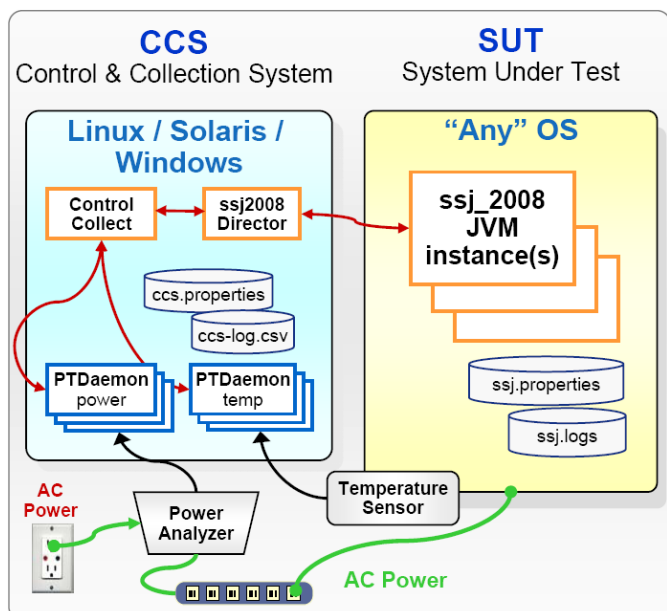 CCS
Control & Collection System
SUT
System Under Test
Linux / Solaris /
Windows
Control
Collect
ssj2008
Director
ccs.properties
ccs-log.csv
PTDaemon
power
PTDaemon
temp
“Any” OS
ssj_2008
JVM
instance(s)
ssj.properties
ssj.logs
AC
Power
Power
Analyzer
Temperature
Sensor
AC Power